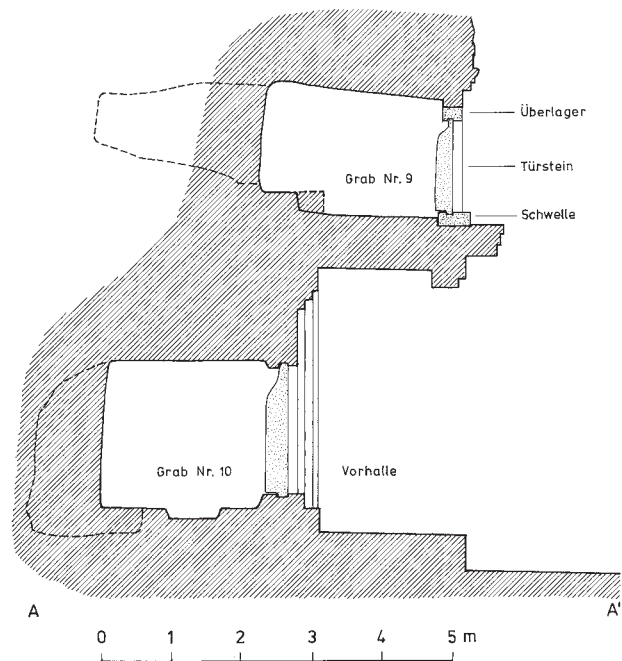 Überlager
Türstein
Grab Nr. 9
Schwelle
Grab Nr. 10
Vorhalle
A
A'
0 1 2 3 4 5 m